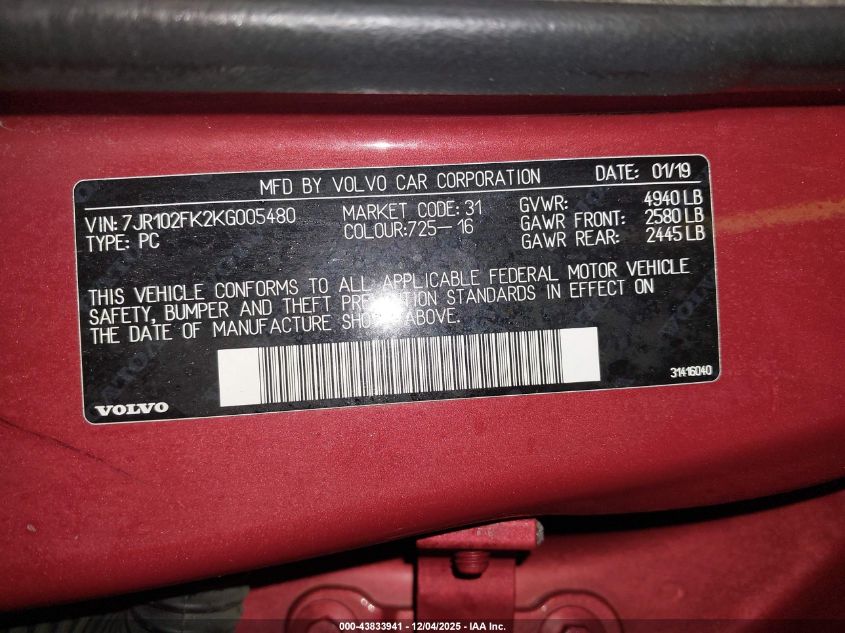 MFD BY VOLVO CAR CORPORATION DATE: 01/19
VIN: 7JR102FK2KG005480 MARKET CODE: 31 GVWR: 4940 LB
TYPE: PC COLOUR:725-16 GAWR FRONT: 2580 LB
GAWR REAR: 2445 LB
THIS VEHICLE CONFORMS TO ALL APPLICABLE FEDERAL MOTOR VEHICLE
SAFETY, BUMPER AND THEFT PREVENTION STANDARDS IN EFFECT ON
THE DATE OF MANUFACTURE SHOWN ABOVE.
31416040
VOLVO
000-43833941 - 12/04/2025 - IAA Inc.